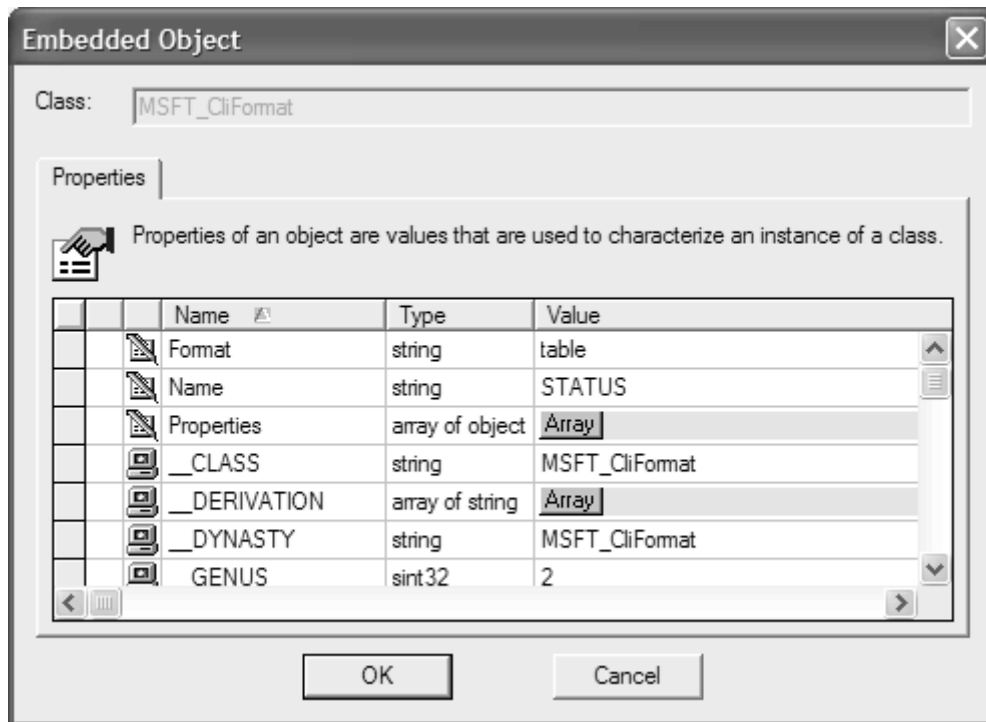 Embedded Object
Class: MSFT_CliFormat
Properties
Properties of an object are values that are used to characterize an instance of a class.
Name Type Value
Format string table
Name string STATUS
Properties array of object Array
__CLASS string MSFT_CliFormat
__DERIVATION array of string Array
__DYNASTY string MSFT_CliFormat
GENUS sint32 2
OK Cancel